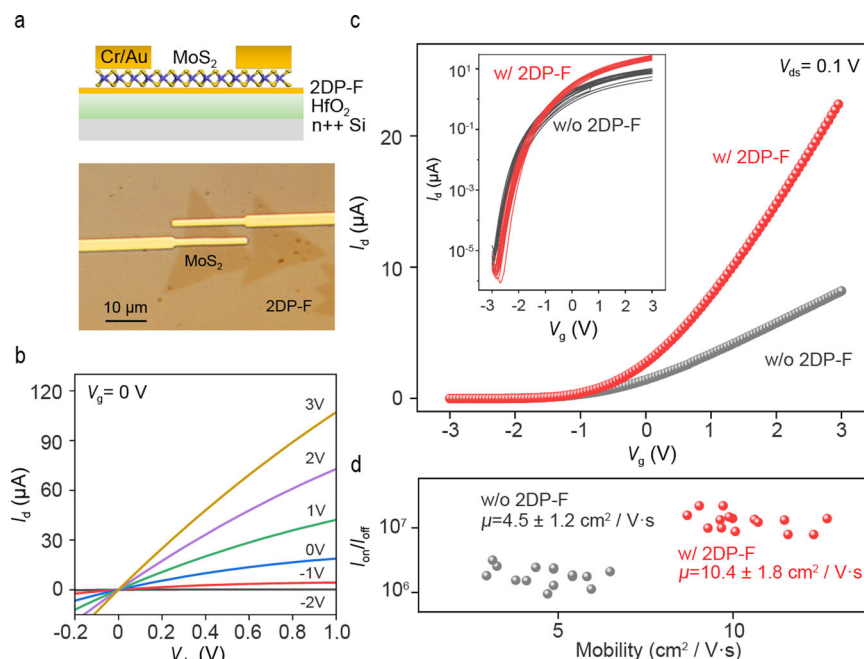 a
Cr/Au
MoS2
2DP-F
HfO2
n++ Si
MoS2
10 μm
2DP-F
b
Vg= 0 V
120
90
60
30
0
Id (μA)
3V
2V
1V
0V
-1V
-2V
-0.2
0
0.2
0.4
0.6
0.8
1.0
(V)
c
Vds= 0.1 V
20
10
0
Id (μA)
w/ 2DP-F
w/o 2DP-F
-3
-2
-1
0
1
2
3
Vg (V)
w/ 2DP-F
w/o 2DP-F
10^1
10^-1
10^-3
10^-5
Id (μA)
-3
-2
-1
0
1
2
3
Vg (V)
d
w/o 2DP-F
μ=4.5 ± 1.2 cm2 / V·s
w/ 2DP-F
μ=10.4 ± 1.8 cm2 / V·s
10^7
10^6
Ion/Ioff
5
10
Mobility (cm2 / V·s)